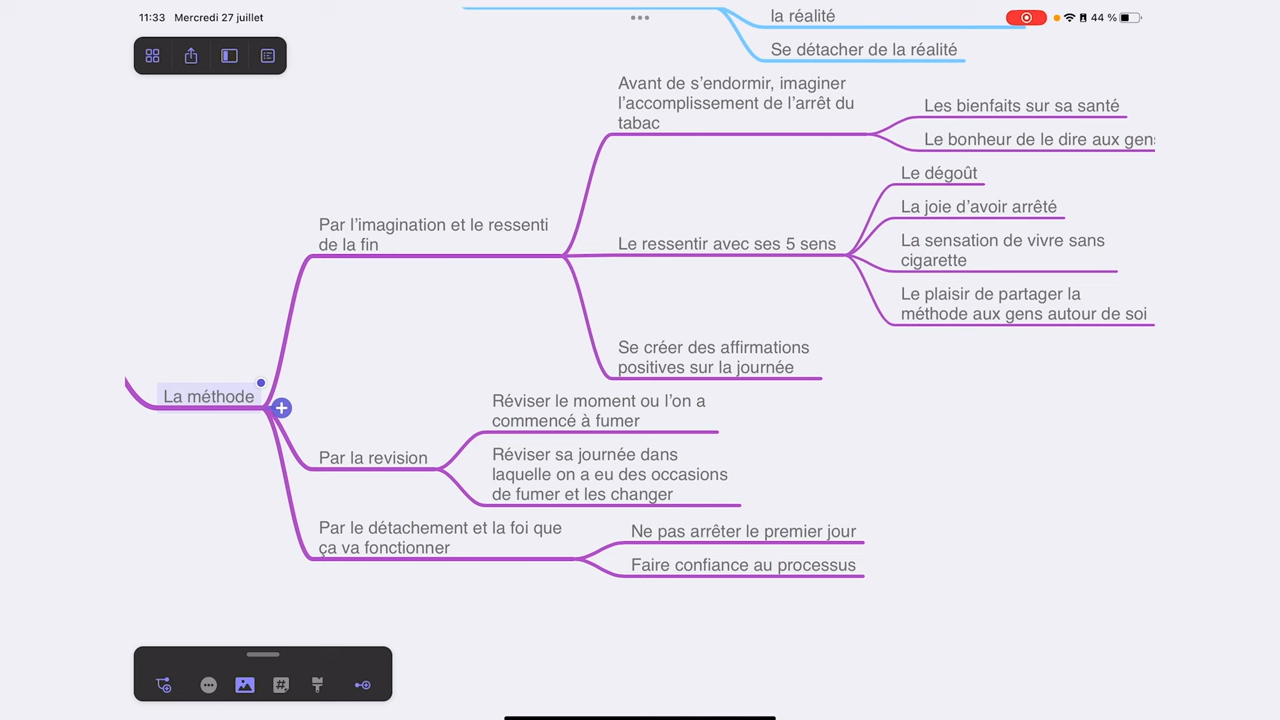 11:33 Mercredi 27 juillet
44 %
la réalité
Se détacher de la réalité
Avant de s’endormir, imaginer
l’accomplissement de l’arrêt du
tabac
Les bienfaits sur sa santé
Le bonheur de le dire aux gens
Par l’imagination et le ressenti
de la fin
Le ressentir avec ses 5 sens
Le dégoût
La joie d’avoir arrêté
La sensation de vivre sans
cigarette
Le plaisir de partager la
méthode aux gens autour de soi
Se créer des affirmations
positives sur la journée
La méthode
Par la revision
Réviser le moment ou l’on a
commencé à fumer
Réviser sa journée dans
laquelle on a eu des occasions
de fumer et les changer
Par le détachement et la foi que
ça va fonctionner
Ne pas arrêter le premier jour
Faire confiance au processus